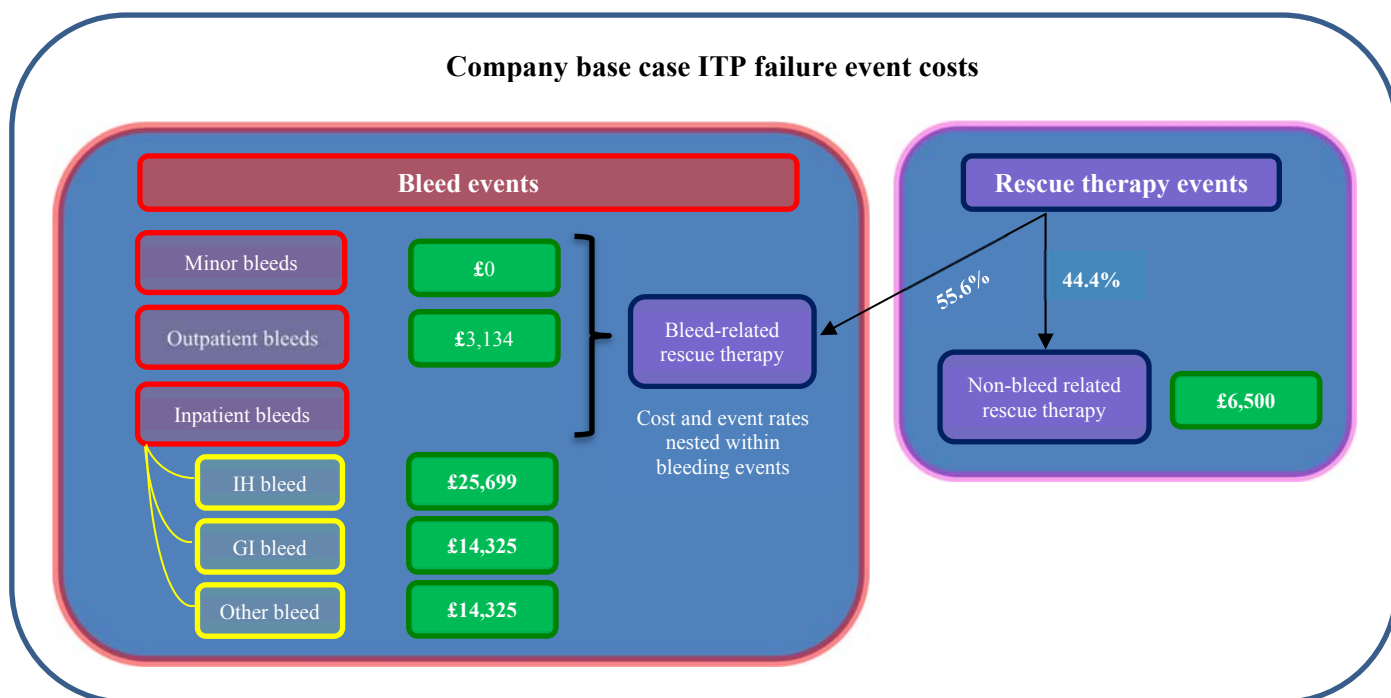 Company base case ITP failure event costs
Bleed events
Minor bleeds
£0
Outpatient bleeds
£3,134
Inpatient bleeds
IH bleed
£25,699
GI bleed
£14,325
Other bleed
£14,325
Bleed-related
rescue therapy
Cost and event rates
nested within
bleeding events
Rescue therapy events
55.6%
44.4%
Non-bleed related
rescue therapy
£6,500